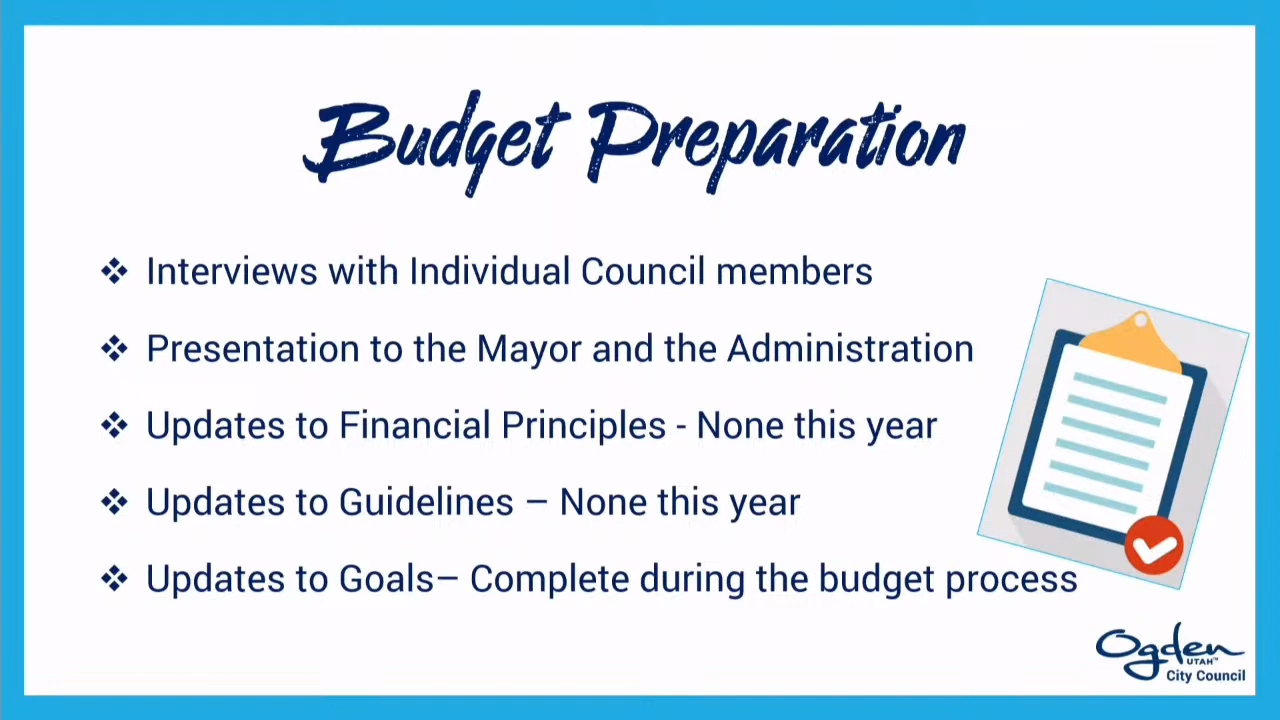 Budget Preparation
❖ Interviews with Individual Council members
❖ Presentation to the Mayor and the Administration
❖ Updates to Financial Principles - None this year
❖ Updates to Guidelines – None this year
❖ Updates to Goals– Complete during the budget process
Ogden
UTAH™
City Council